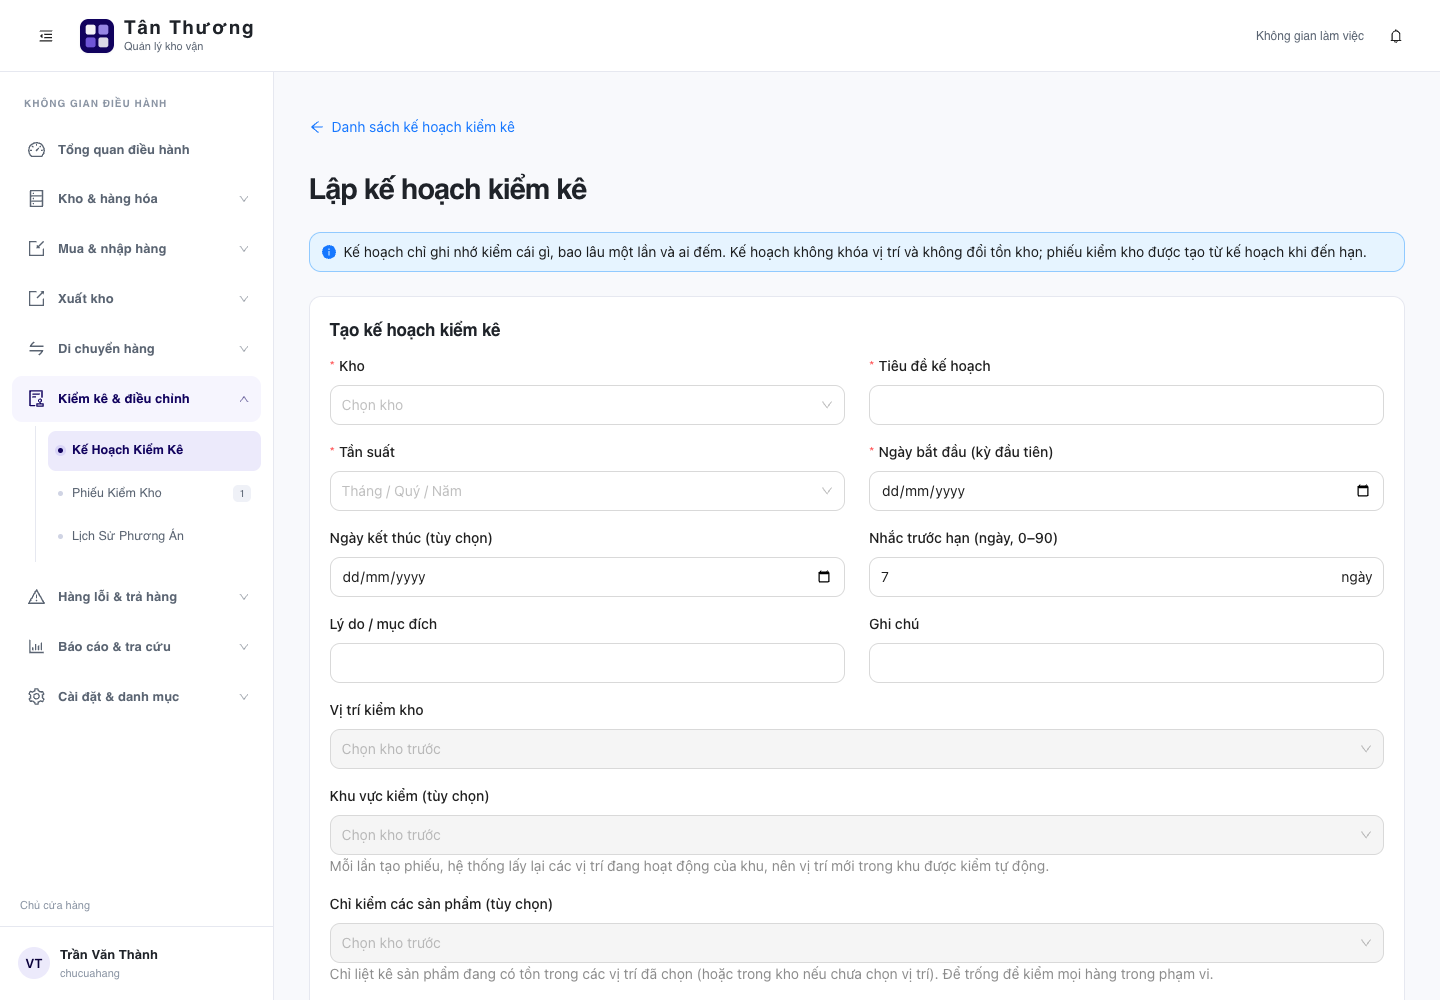 Tân Thương
Quản lý kho vận
Không gian làm việc
KHÔNG GIAN ĐIỀU HÀNH
Tổng quan điều hành
Kho & hàng hóa
Mua & nhập hàng
Xuất kho
Di chuyển hàng
Kiểm kê & điều chỉnh
Kế Hoạch Kiểm Kê
Phiếu Kiểm Kho
1
Lịch Sử Phương Án
Hàng lỗi & trả hàng
Báo cáo & tra cứu
Cài đặt & danh mục
Chủ cửa hàng
VT
Trần Văn Thành
chucuahang
Danh sách kế hoạch kiểm kê
Lập kế hoạch kiểm kê
Kế hoạch chỉ ghi nhớ kiểm cái gì, bao lâu một lần và ai đếm. Kế hoạch không khóa vị trí và không đổi tồn kho; phiếu kiểm kho được tạo từ kế hoạch khi đến hạn.
Tạo kế hoạch kiểm kê
* Kho
Chọn kho
* Tiêu đề kế hoạch
* Tần suất
Tháng / Quý / Năm
* Ngày bắt đầu (kỳ đầu tiên)
dd/mm/yyyy
Ngày kết thúc (tùy chọn)
dd/mm/yyyy
Nhắc trước hạn (ngày, 0–90)
7 ngày
Lý do / mục đích
Ghi chú
Vị trí kiểm kho
Chọn kho trước
Khu vực kiểm (tùy chọn)
Chọn kho trước
Mỗi lần tạo phiếu, hệ thống lấy lại các vị trí đang hoạt động của khu, nên vị trí mới trong khu được kiểm tự động.
Chỉ kiểm các sản phẩm (tùy chọn)
Chọn kho trước
Chỉ liệt kê sản phẩm đang có tồn trong các vị trí đã chọn (hoặc trong kho nếu chưa chọn vị trí). Để trống để kiểm mọi hàng trong phạm vi.